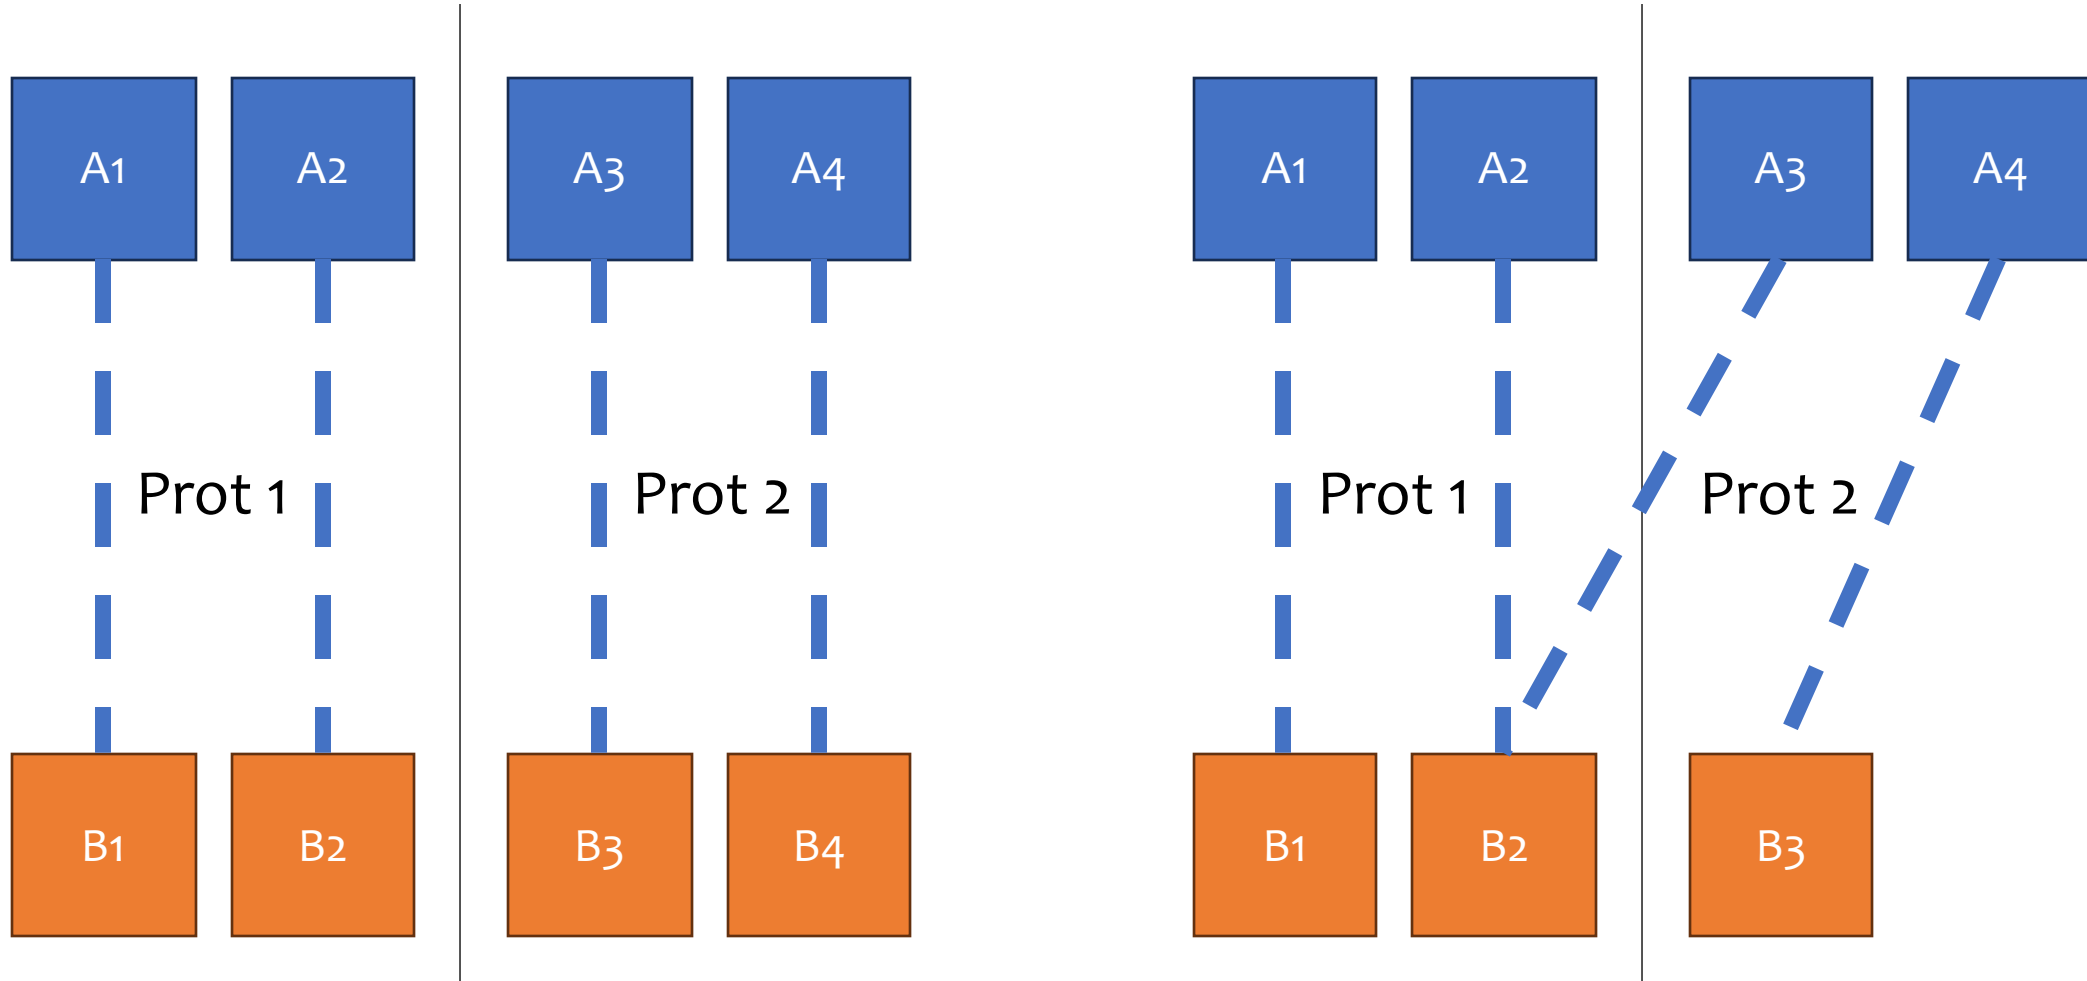 A1 A2 A3 A4 A1 A2 A3 A4
Prot 1 Prot 2 Prot 1 Prot 2
B1 B2 B3 B4 B1 B2 B3